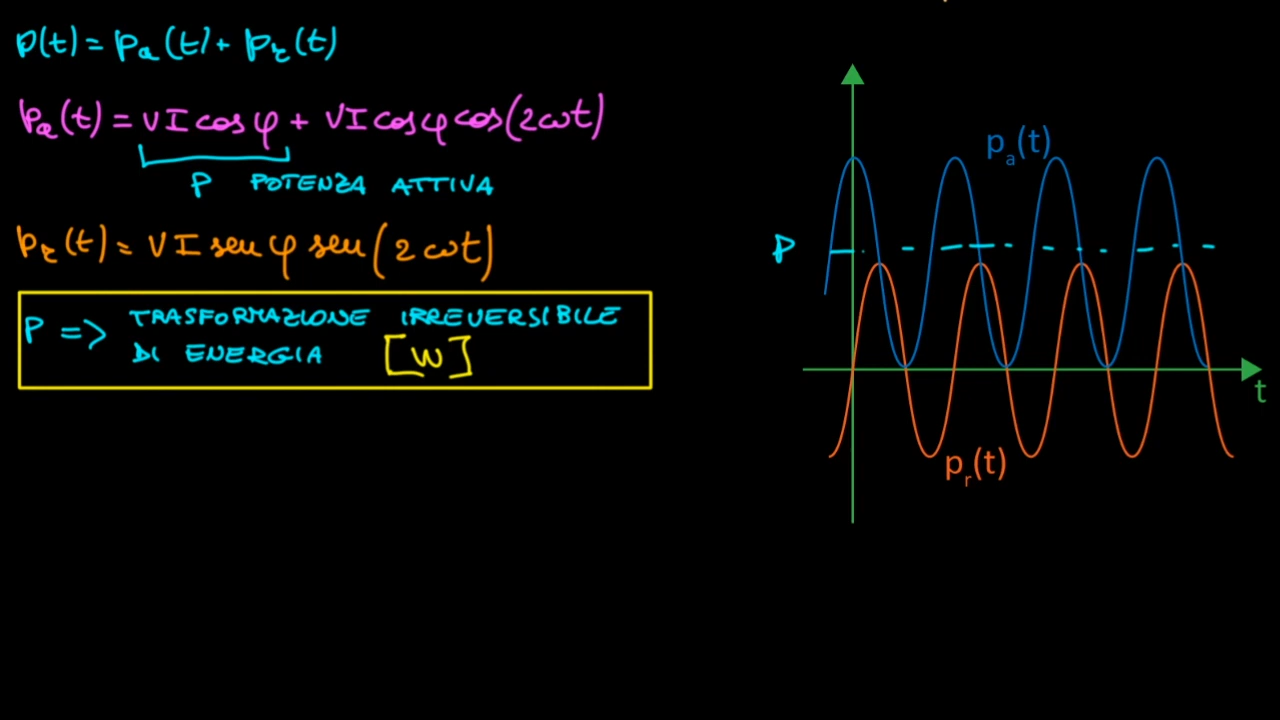 p(t) = pa(t) + pr(t)
pa(t) = VI cos φ + VI cos φ cos(2ωt)
P POTENZA ATTIVA
pr(t) = VI sen φ sen(2ωt)
P => TRASFORMAZIONE IRREVERSIBILE
DI ENERGIA [W]
pa(t)
P
t
pr(t)